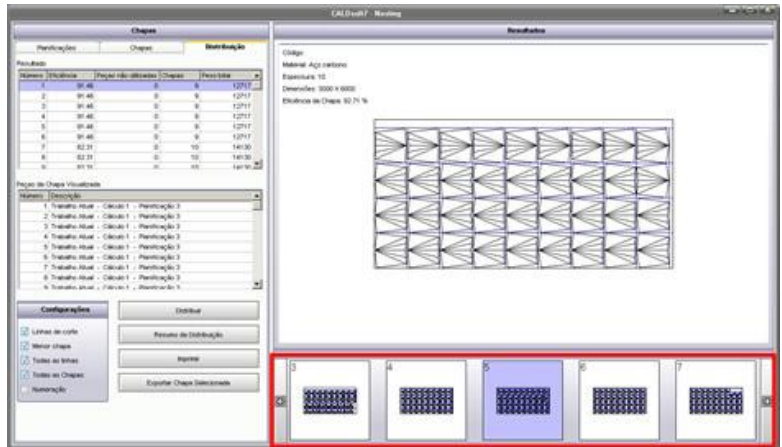 CALDsoft7 - Nesting
Chapas
Planificações Chapas Distribuição
Resultado
Número Eficiência Peças não utilizadas Chapas Peso total
1 91.46 0 9 12717
2 91.46 0 9 12717
3 91.46 0 9 12717
4 91.46 0 9 12717
5 91.46 0 9 12717
6 91.46 0 9 12717
7 82.31 0 10 14130
8 82.31 0 10 14130
Peças da Chapa Visualizada
Número Descrição
1 Trabalho Atual - Cálculo 1 - Planificação 3
2 Trabalho Atual - Cálculo 1 - Planificação 3
3 Trabalho Atual - Cálculo 1 - Planificação 3
4 Trabalho Atual - Cálculo 1 - Planificação 3
5 Trabalho Atual - Cálculo 1 - Planificação 3
6 Trabalho Atual - Cálculo 1 - Planificação 3
7 Trabalho Atual - Cálculo 1 - Planificação 3
8 Trabalho Atual - Cálculo 1 - Planificação 3
9 Trabalho Atual - Cálculo 1 - Planificação 3
Configurações
Linhas de corte
Menor chapa
Todas as linhas
Todas as Chapas
Numeração
Distribuir
Resumo da Distribuição
Imprimir
Exportar Chapa Selecionada
Resultados
Código:
Material: Aço carbono
Espessura: 10
Dimensões: 3000 X 6000
Eficiência da Chapa: 92.71 %
3 4 5 6 7